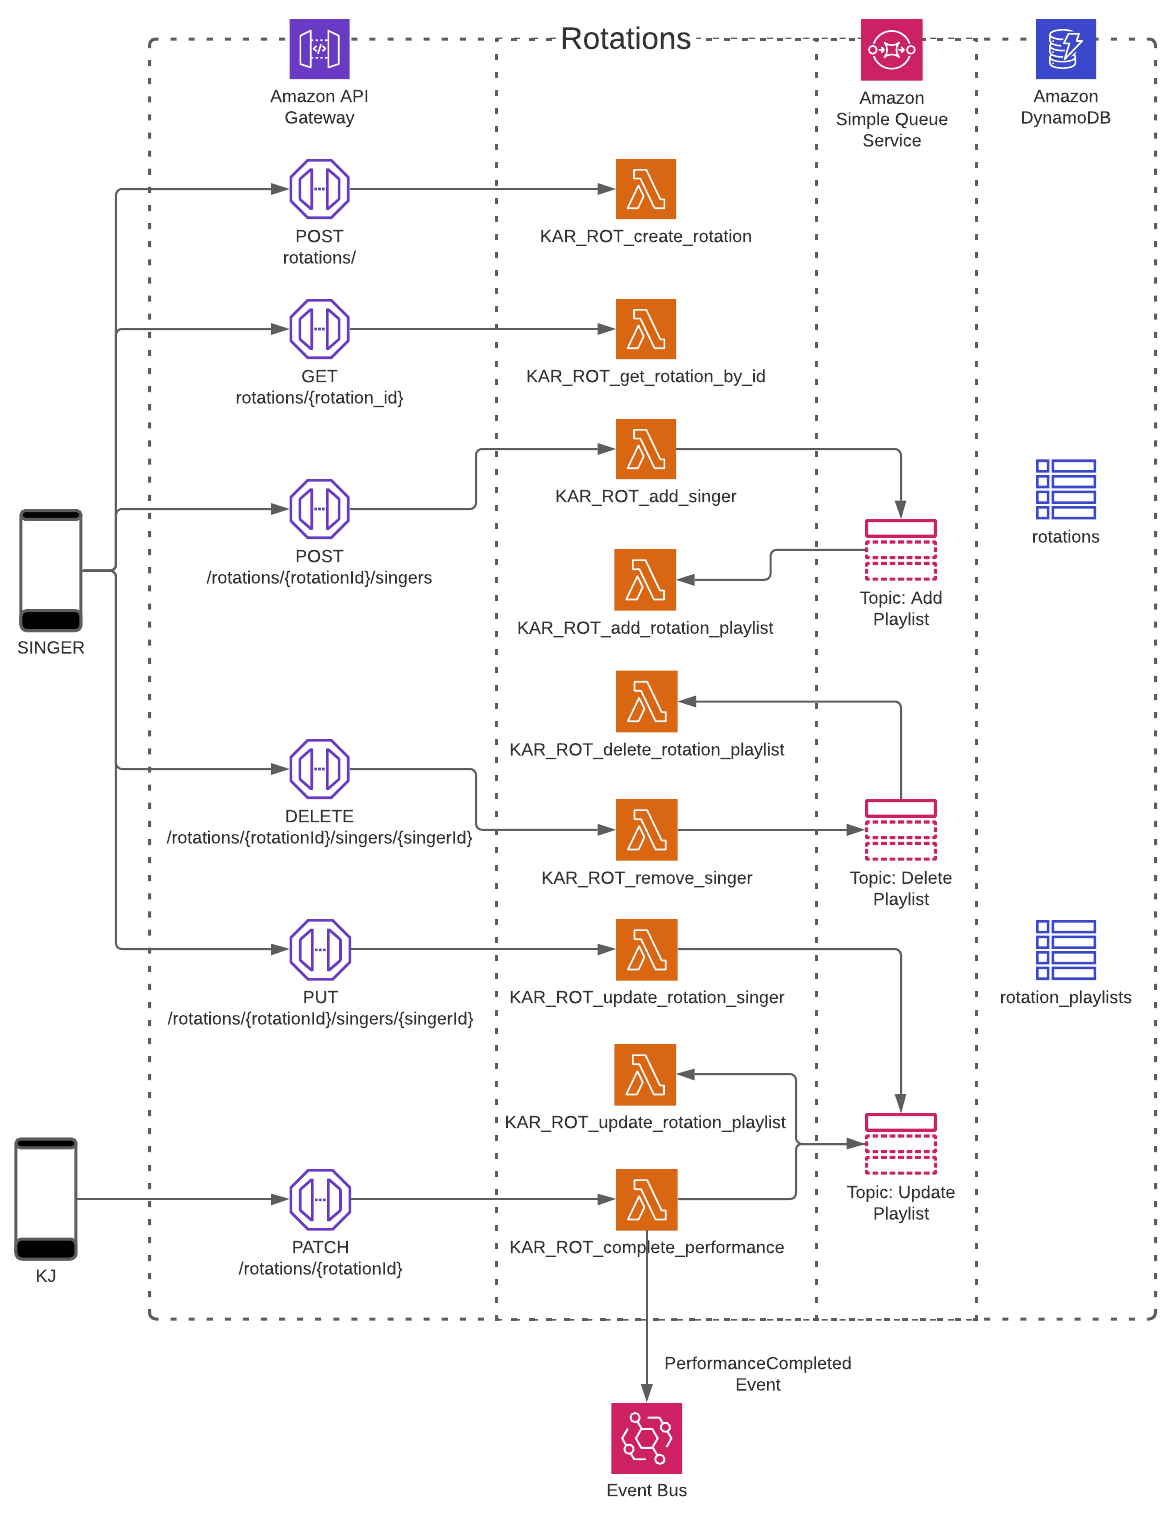 Rotations
Amazon API
Gateway
Amazon
Simple Queue
Service
Amazon
DynamoDB
POST
rotations/
KAR_ROT_create_rotation
GET
rotations/{rotation_id}
KAR_ROT_get_rotation_by_id
POST
/rotations/{rotationId}/singers
KAR_ROT_add_singer
rotations
SINGER
KAR_ROT_add_rotation_playlist
Topic: Add
Playlist
KAR_ROT_delete_rotation_playlist
DELETE
/rotations/{rotationId}/singers/{singerId}
KAR_ROT_remove_singer
Topic: Delete
Playlist
PUT
/rotations/{rotationId}/singers/{singerId}
KAR_ROT_update_rotation_singer
rotation_playlists
KAR_ROT_update_rotation_playlist
Topic: Update
Playlist
KJ
PATCH
/rotations/{rotationId}
KAR_ROT_complete_performance
PerformanceCompleted
Event
Event Bus